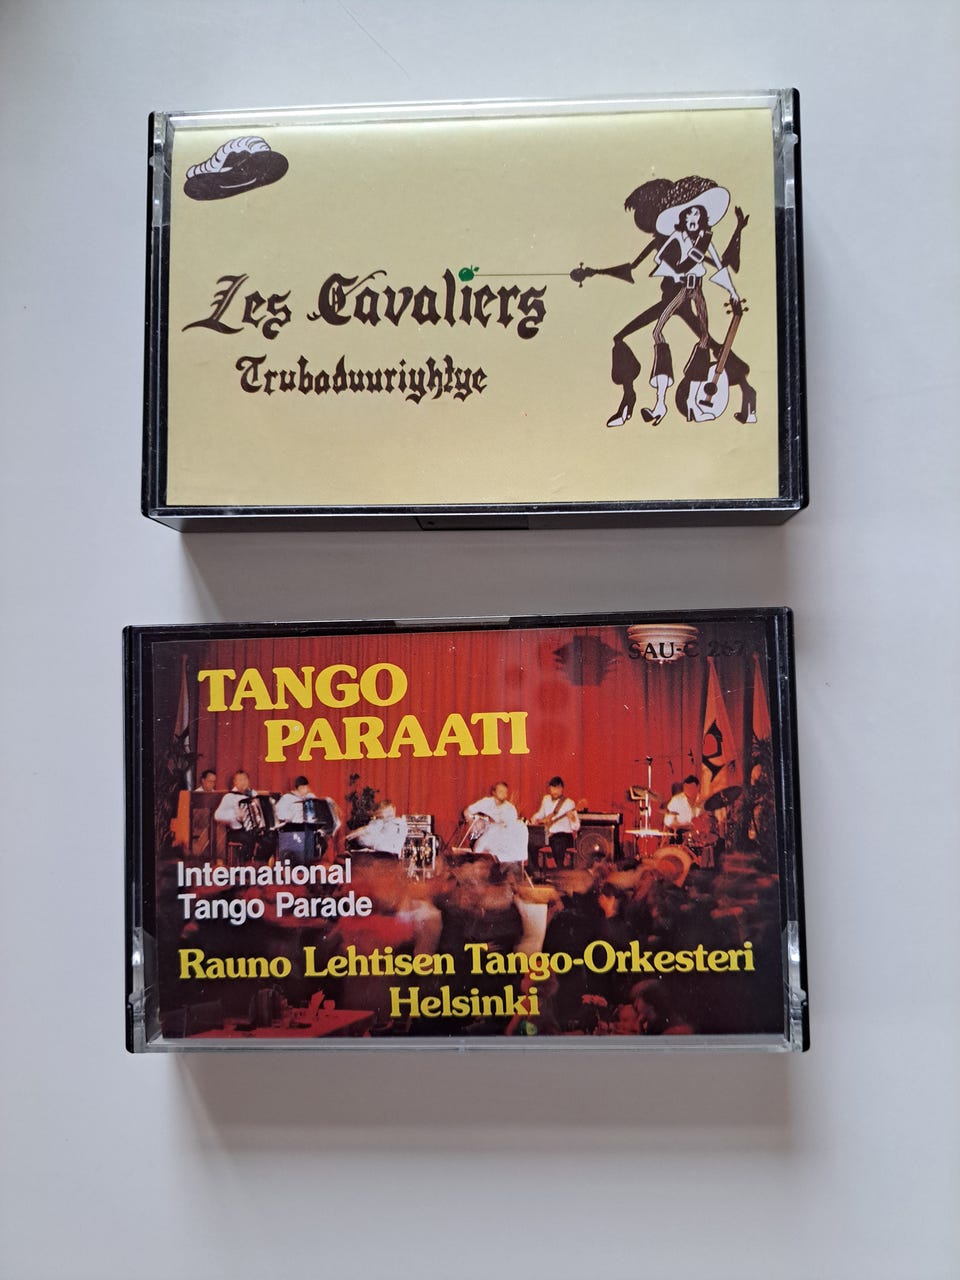 Les Cavaliers
Trubaduuriyhtye
TANGO
PARAATI
International
Tango Parade
Rauno Lehtisen Tango-Orkesteri
Helsinki